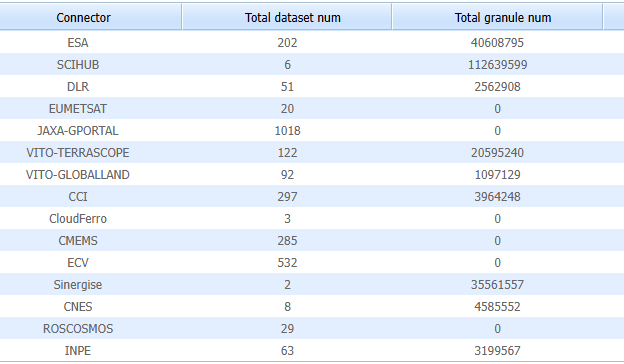 Connector Total dataset num Total granule num
ESA 202 40608795
SCIHUB 6 112639599
DLR 51 2562908
EUMETSAT 20 0
JAXA-GPORTAL 1018 0
VITO-TERRASCOPE 122 20595240
VITO-GLOBALLAND 92 1097129
CCI 297 3964248
CloudFerro 3 0
CMEMS 285 0
ECV 532 0
Sinergise 2 35561557
CNES 8 4585552
ROSCOSMOS 29 0
INPE 63 3199567